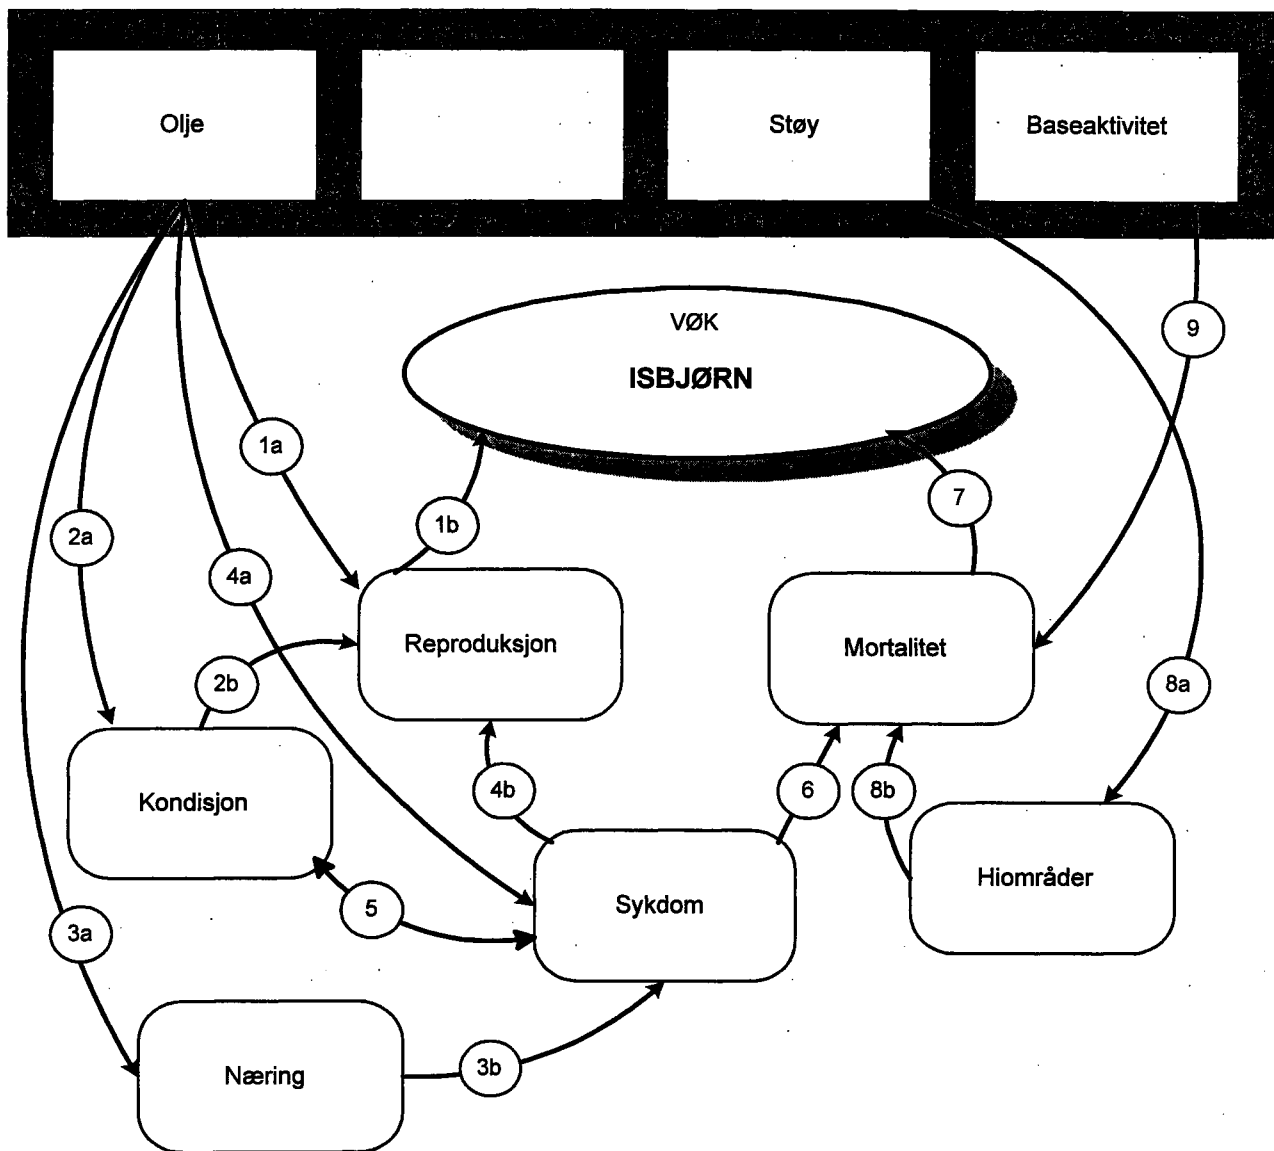 Olje
Støy
Baseaktivitet
VØK
ISBJØRN
9
1a
1b
7
2a
4a
Reproduksjon
Mortalitet
2b
8a
Kondisjon
4b
6
8b
Hiområder
5
Sykdom
3a
Næring
3b